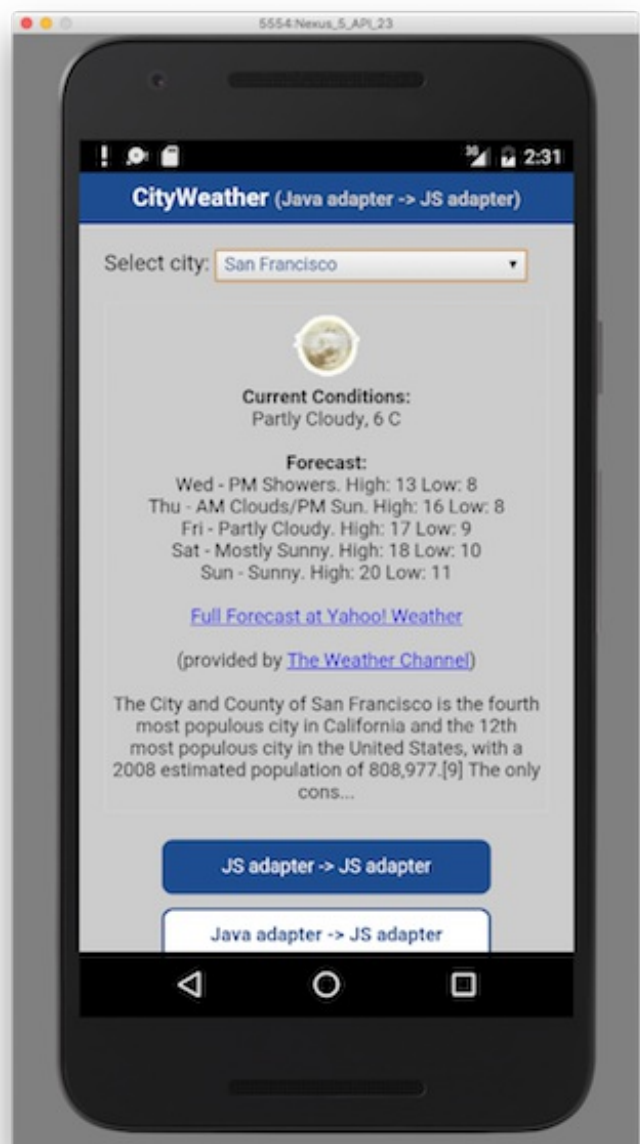 5554:Nexus_5_API_23
3G 2:31
CityWeather (Java adapter -> JS adapter)
Select city: San Francisco
Current Conditions:
Partly Cloudy, 6 C
Forecast:
Wed - PM Showers. High: 13 Low: 8
Thu - AM Clouds/PM Sun. High: 16 Low: 8
Fri - Partly Cloudy. High: 17 Low: 9
Sat - Mostly Sunny. High: 18 Low: 10
Sun - Sunny. High: 20 Low: 11
Full Forecast at Yahoo! Weather
(provided by The Weather Channel)
The City and County of San Francisco is the fourth
most populous city in California and the 12th
most populous city in the United States, with a
2008 estimated population of 808,977.[9] The only
cons...
JS adapter -> JS adapter
Java adapter -> JS adapter